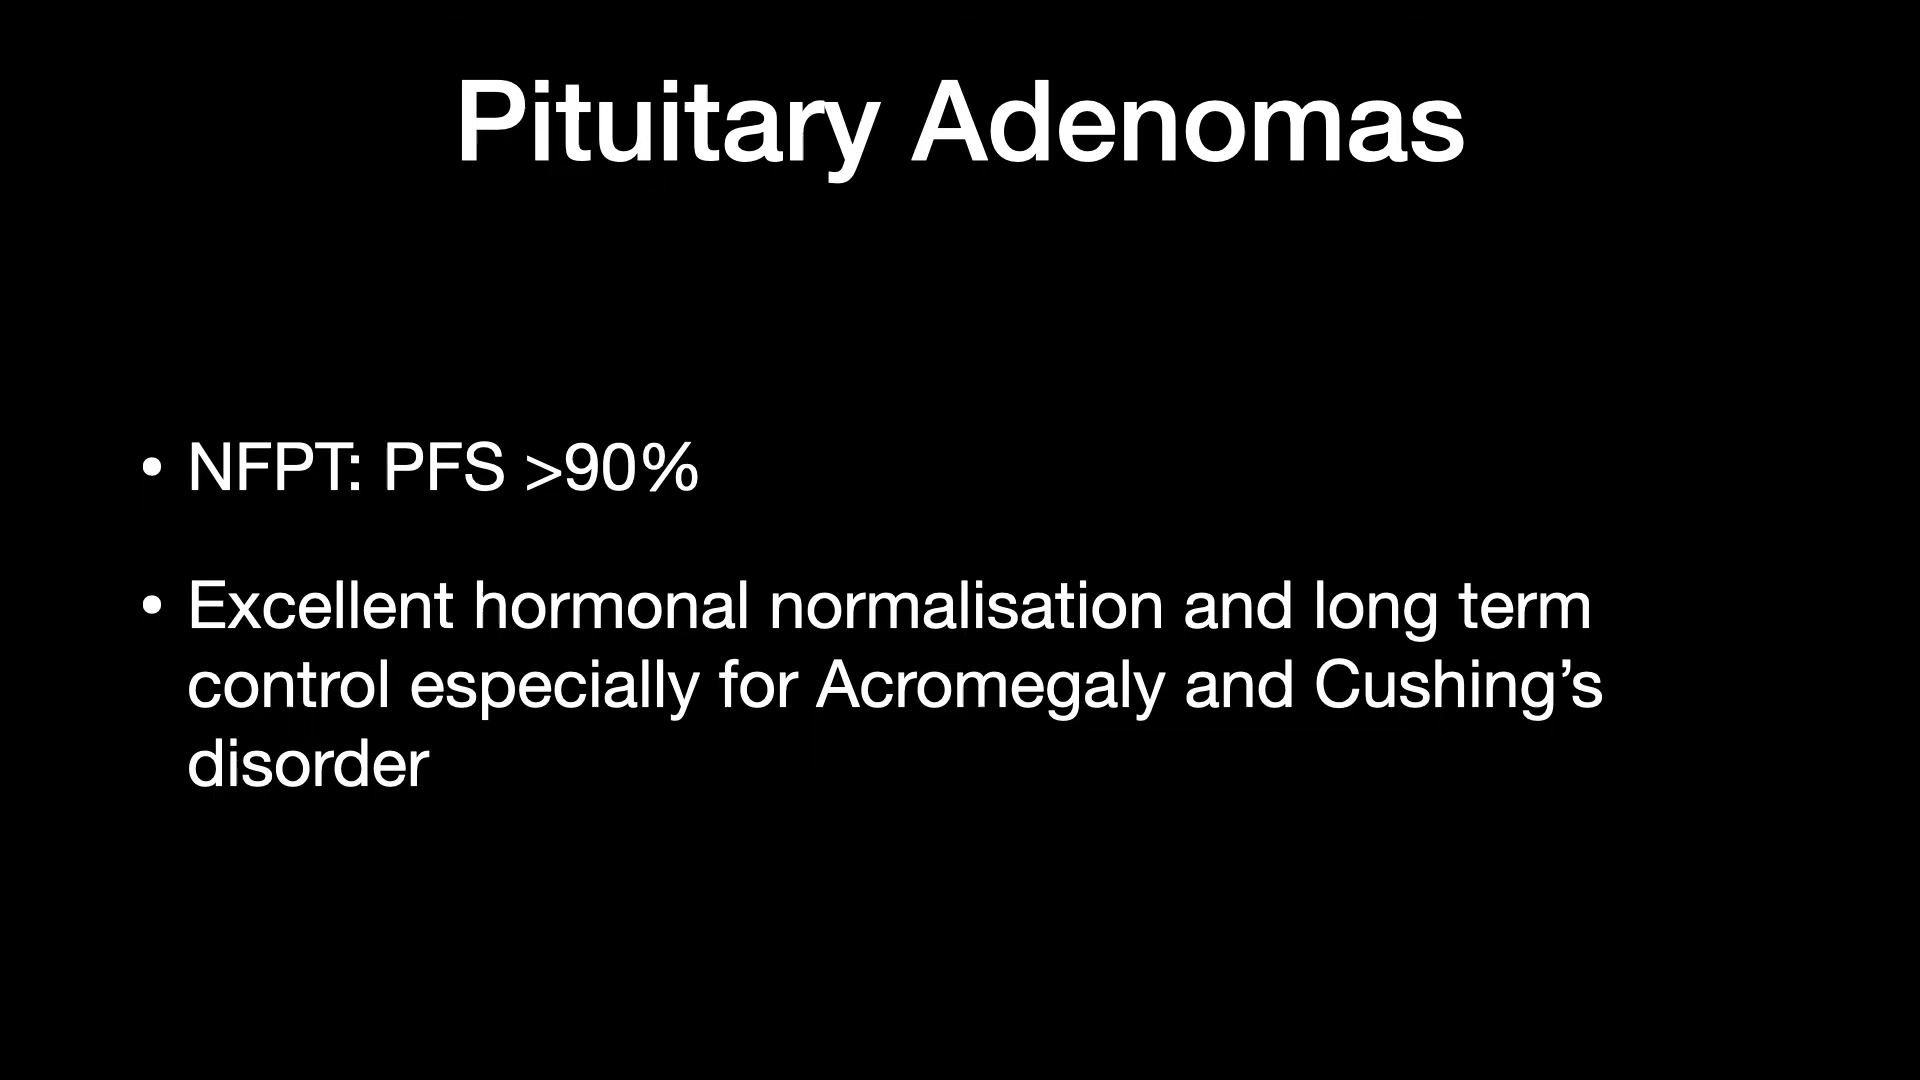 Pituitary Adenomas
• NFPT: PFS >90%
• Excellent hormonal normalisation and long term
control especially for Acromegaly and Cushing’s
disorder